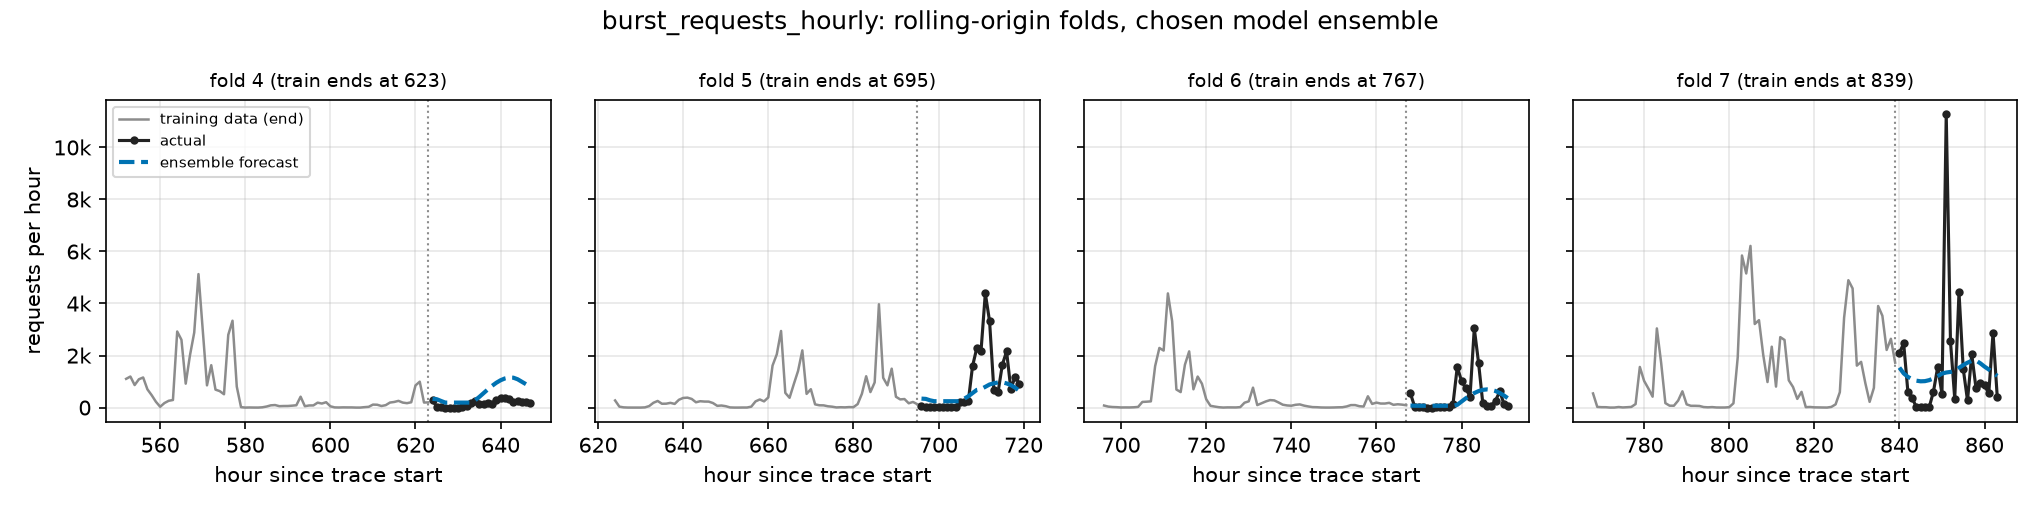 burst_requests_hourly: rolling-origin folds, chosen model ensemble
fold 4 (train ends at 623)
training data (end)
actual
ensemble forecast
requests per hour
10k
8k
6k
4k
2k
0
560 580 600 620 640
hour since trace start
fold 5 (train ends at 695)
620 640 660 680 700 720
hour since trace start
fold 6 (train ends at 767)
700 720 740 760 780
hour since trace start
fold 7 (train ends at 839)
780 800 820 840 860
hour since trace start